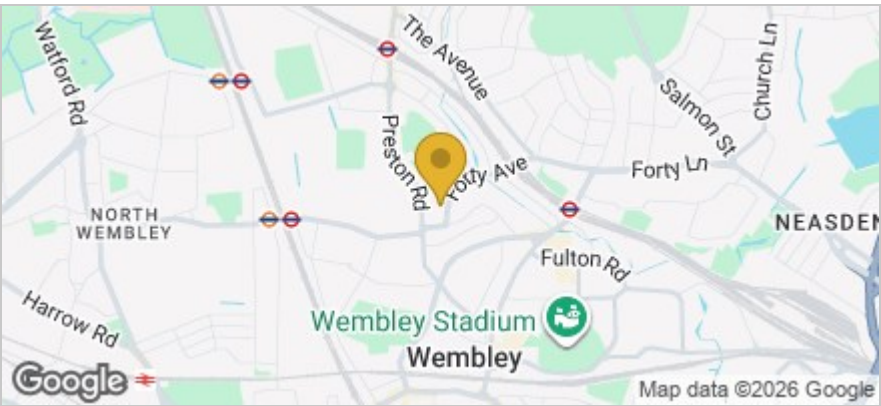 Watford Rd
The Avenue
Church Ln
Salmon St
Preston Rd
Forty Ave
Forty Ln
NORTH
WEMBLEY
NEASDEN
Fulton Rd
Harrow Rd
Wembley Stadium
Wembley
Google
Map data ©2026 Google